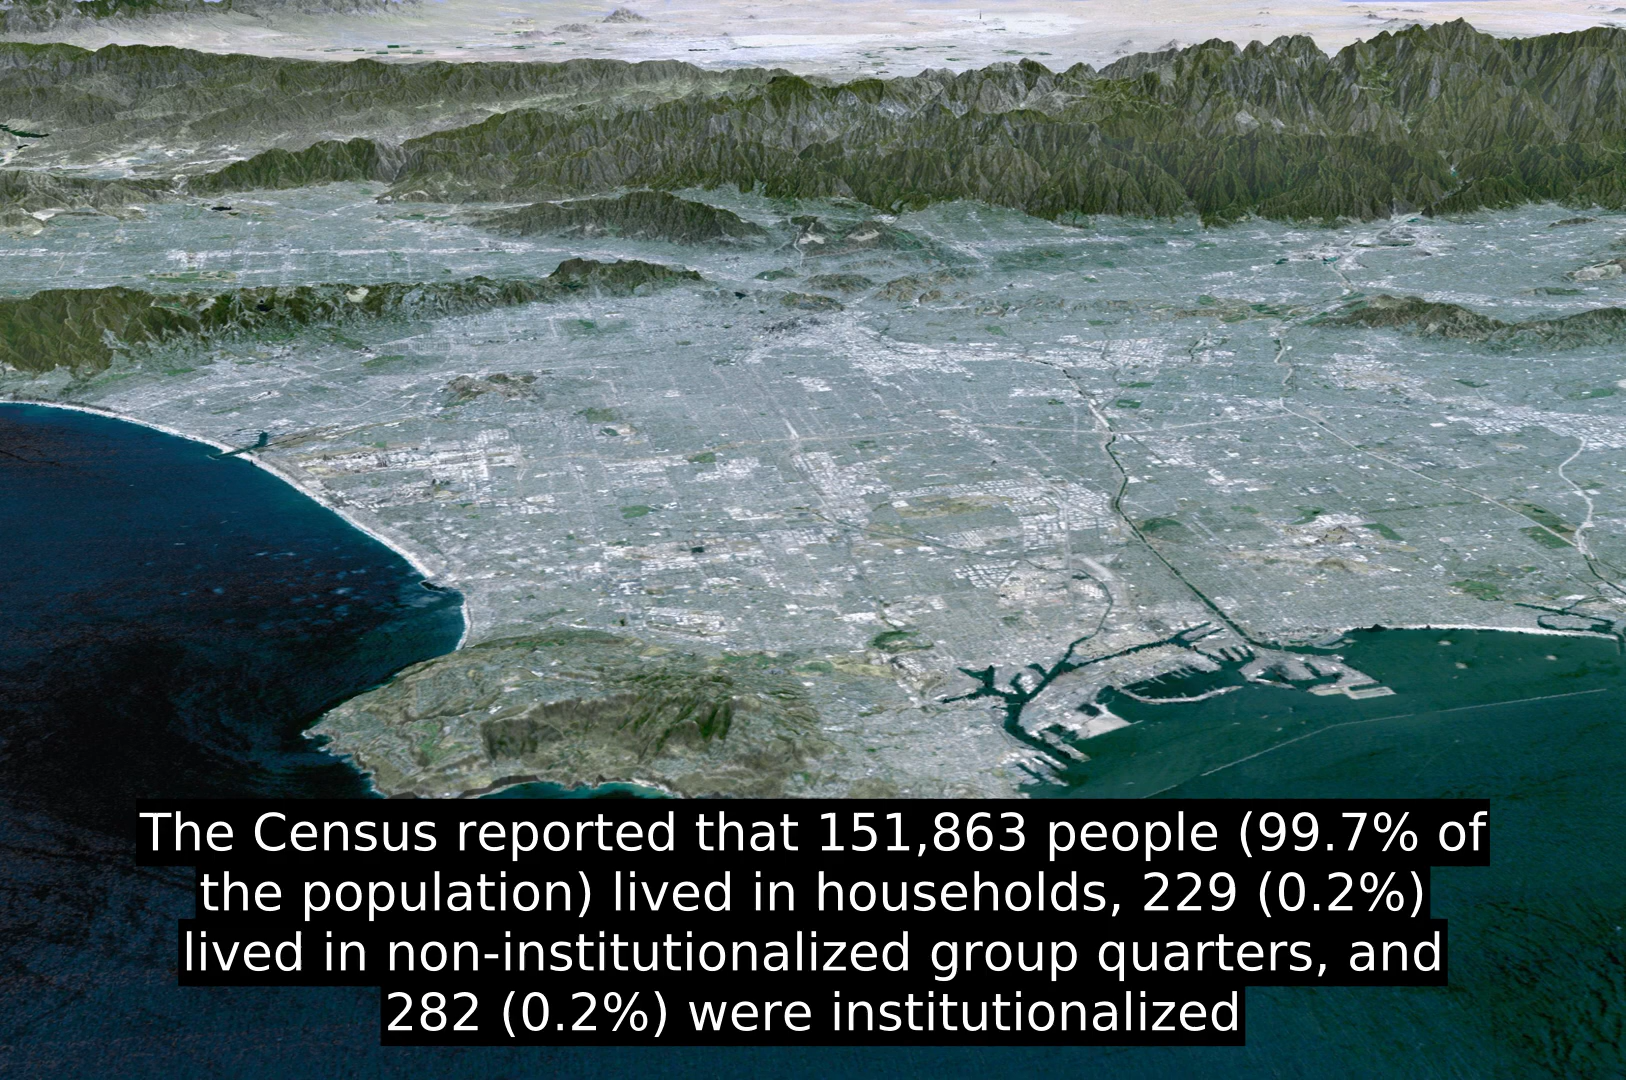 The Census reported that 151,863 people (99.7% of
the population) lived in households, 229 (0.2%)
lived in non-institutionalized group quarters, and
282 (0.2%) were institutionalized